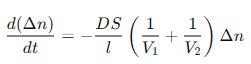 d(Δn)/dt = − DS/l (1/V₁ + 1/V₂) Δn